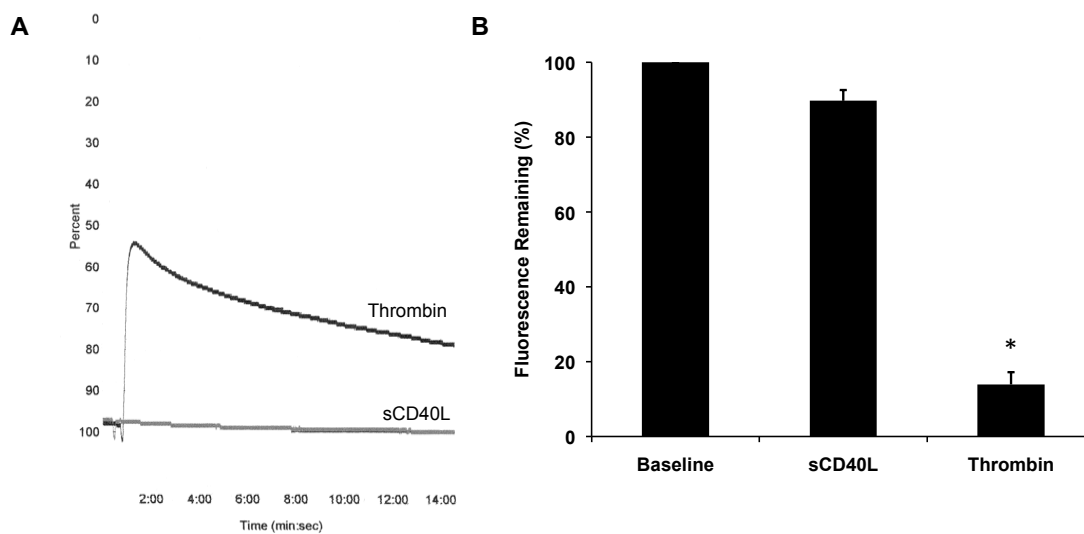 A
0
10
20
30
40
50
60
70
80
90
100
Percent
Thrombin
sCD40L
2:00 4:00 6:00 8:00 10:00 12:00 14:00
Time (min:sec)
B
100
80
60
40
20
0
Fluorescence Remaining (%)
*
Baseline sCD40L Thrombin